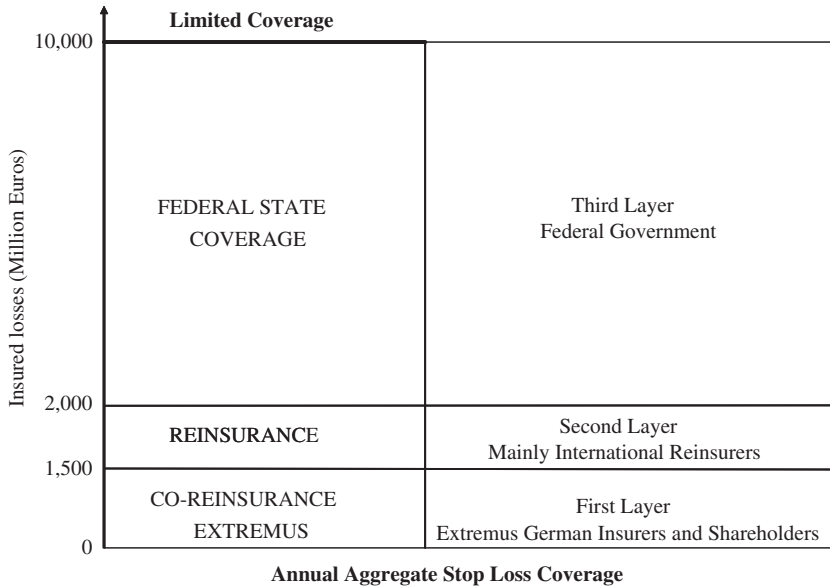 Limited Coverage
10,000
Insured losses (Million Euros)
FEDERAL STATE
COVERAGE
Third Layer
Federal Government
2,000
REINSURANCE
Second Layer
Mainly International Reinsurers
1,500
CO-REINSURANCE
EXTREMUS
First Layer
Extremus German Insurers and Shareholders
0
Annual Aggregate Stop Loss Coverage